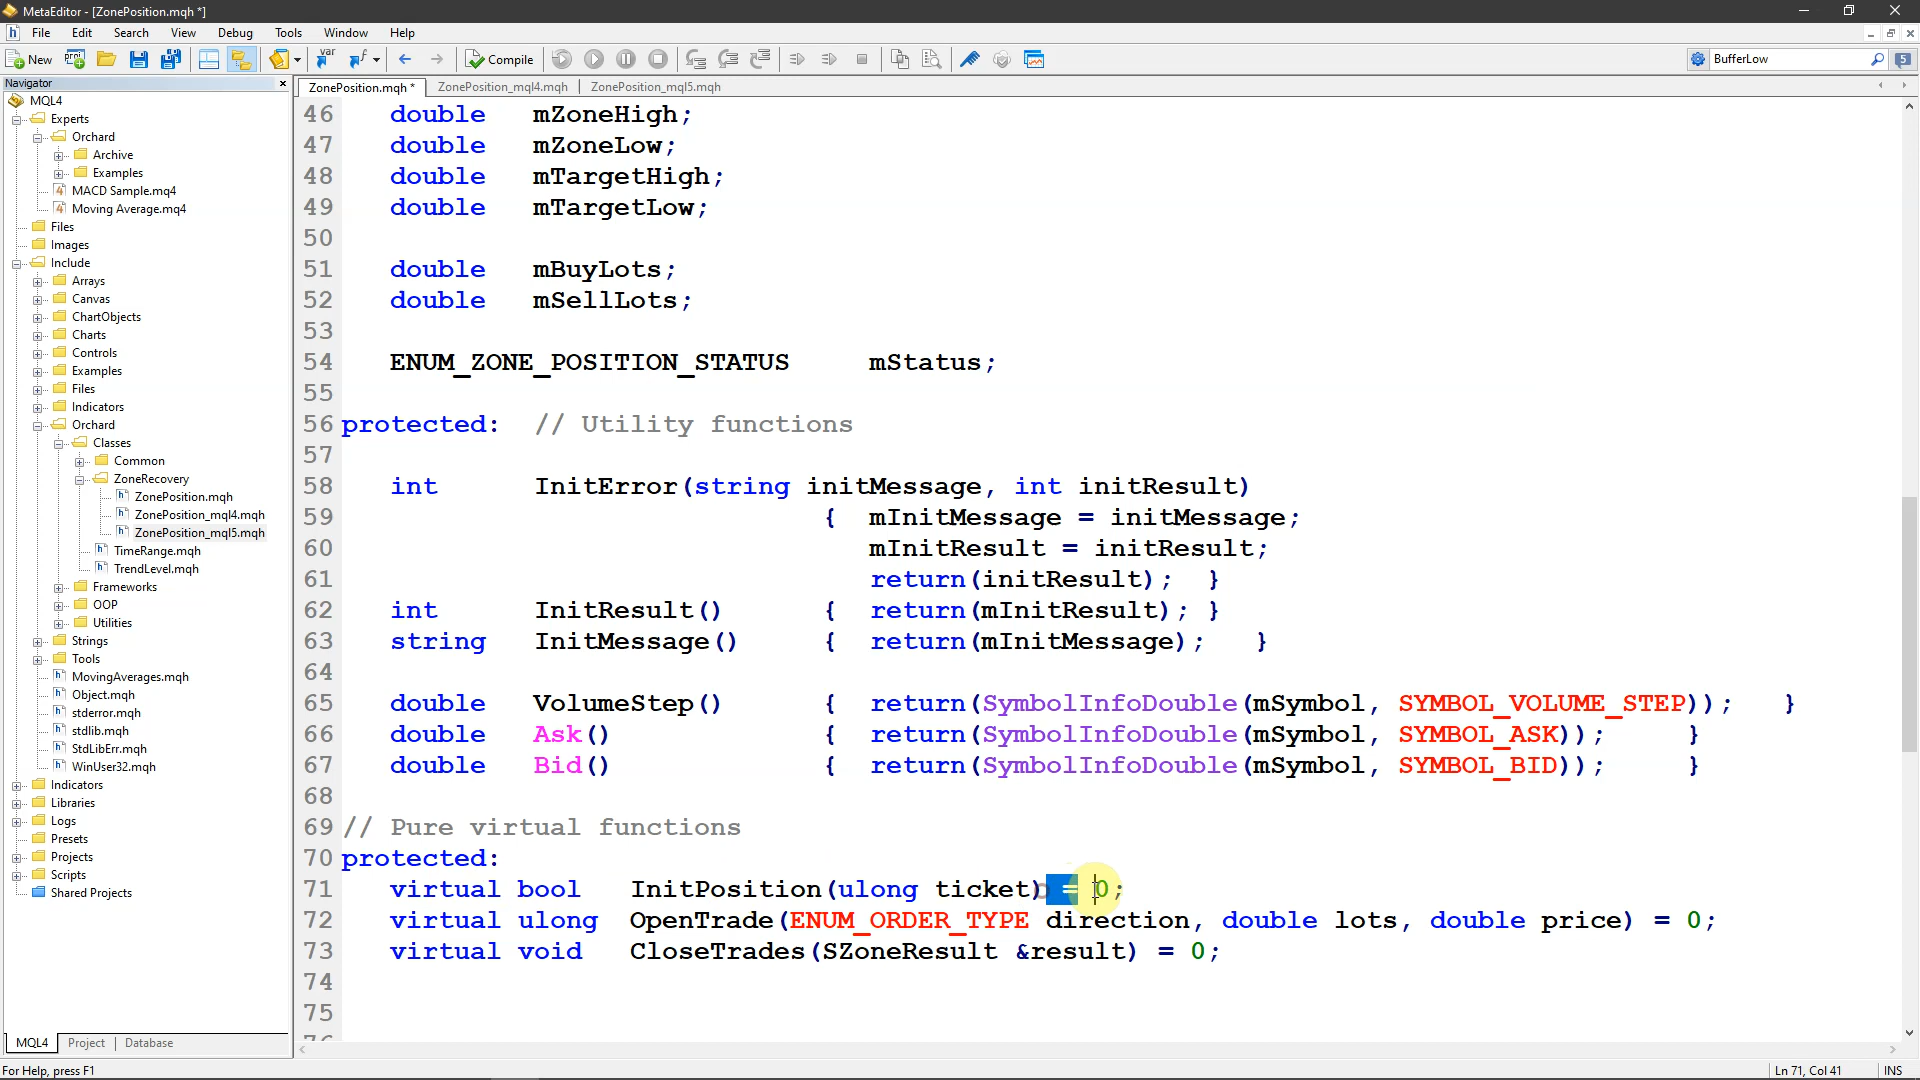 MetaEditor - [ZonePosition.mqh *]
File Edit Search View Debug Tools Window Help
New Compile BufferLow 5
Navigator
ZonePosition.mqh * ZonePosition_mql4.mqh ZonePosition_mql5.mqh
MQL4
Experts
Orchard
Archive
Examples
MACD Sample.mq4
Moving Average.mq4
Files
Images
Include
Arrays
Canvas
ChartObjects
Charts
Controls
Examples
Files
Indicators
Orchard
Classes
Common
ZoneRecovery
ZonePosition.mqh
ZonePosition_mql4.mqh
ZonePosition_mql5.mqh
TimeRange.mqh
TrendLevel.mqh
Frameworks
OOP
Utilities
Strings
Tools
MovingAverages.mqh
Object.mqh
stderror.mqh
stdlib.mqh
StdLibErr.mqh
WinUser32.mqh
Indicators
Libraries
Logs
Presets
Projects
Scripts
Shared Projects
MQL4 Project Database
46 double mZoneHigh;
47 double mZoneLow;
48 double mTargetHigh;
49 double mTargetLow;
50
51 double mBuyLots;
52 double mSellLots;
53
54 ENUM_ZONE_POSITION_STATUS mStatus;
55
56 protected: // Utility functions
57
58 int InitError(string initMessage, int initResult)
59 { mInitMessage = initMessage;
60 mInitResult = initResult;
61 return(initResult); }
62 int InitResult() { return(mInitResult); }
63 string InitMessage() { return(mInitMessage); }
64
65 double VolumeStep() { return(SymbolInfoDouble(mSymbol, SYMBOL_VOLUME_STEP)); }
66 double Ask() { return(SymbolInfoDouble(mSymbol, SYMBOL_ASK)); }
67 double Bid() { return(SymbolInfoDouble(mSymbol, SYMBOL_BID)); }
68
69 // Pure virtual functions
70 protected:
71 virtual bool InitPosition(ulong ticket) = 0;
72 virtual ulong OpenTrade(ENUM_ORDER_TYPE direction, double lots, double price) = 0;
73 virtual void CloseTrades(SZoneResult &result) = 0;
74
75
For Help, press F1 Ln 71, Col 41 INS